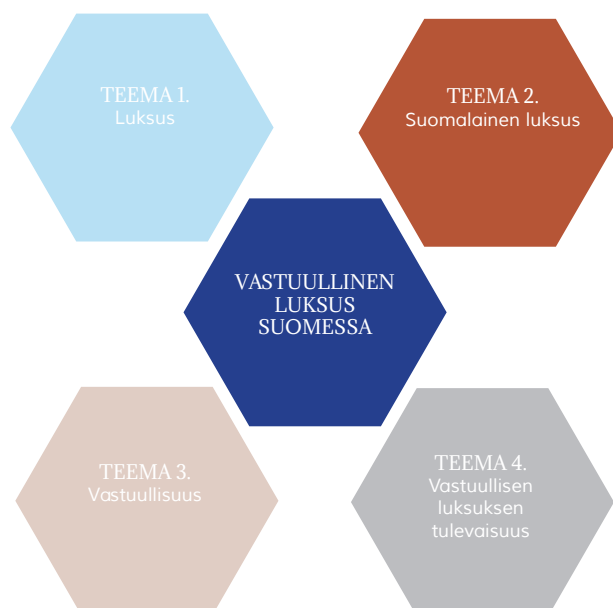 TEEMA 1.
Luksus
TEEMA 2.
Suomalainen luksus
VASTUULLINEN
LUKSUS
SUOMESSA
TEEMA 3.
Vastuullisuus
TEEMA 4.
Vastuullisen
luksuksen
tulevaisuus